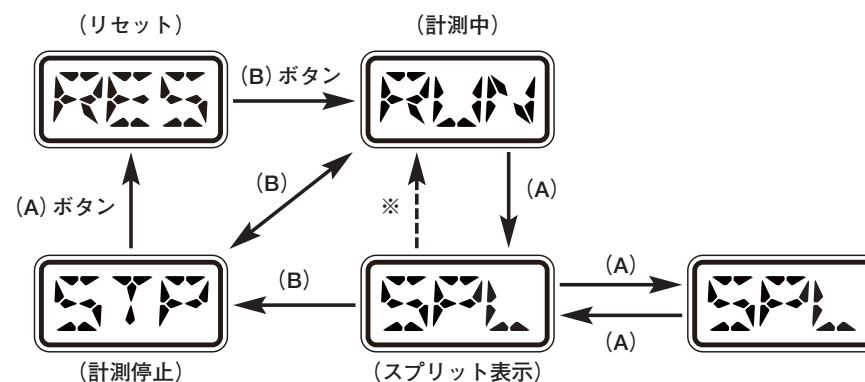 (リセット)
(計測中)
RES
(B) ボタン
RUN
(A) ボタン
(B)
※
(A)
STP
(B)
SPL
(A)
(A)
SPL
(計測停止)
(スプリット表示)